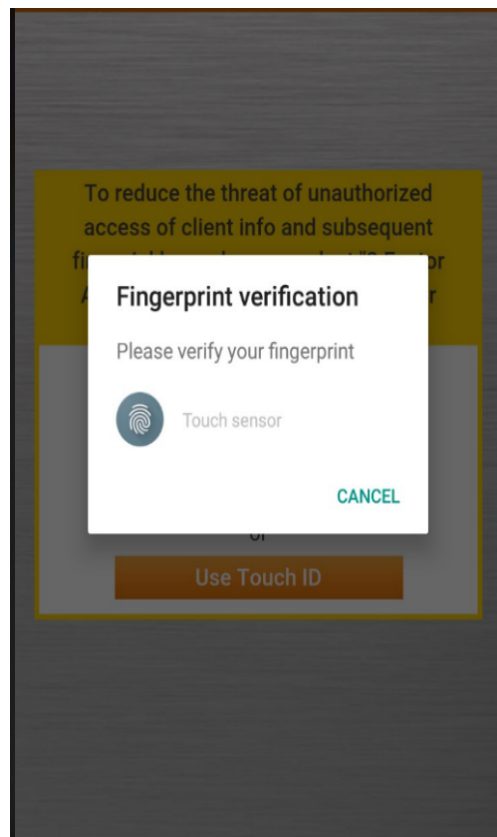 To reduce the threat of unauthorized
access of client info and subsequent
Fingerprint verification
Please verify your fingerprint
Touch sensor
CANCEL
or
Use Touch ID